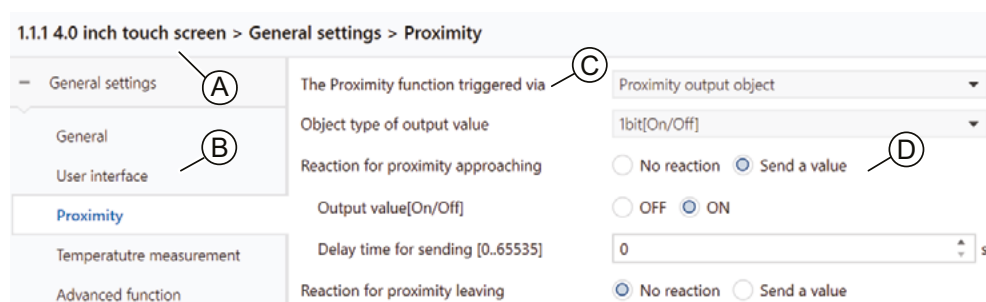 1.1.1 4.0 inch touch screen > General settings > Proximity
A
− General settings
General
B
User interface
Proximity
Temperatutre measurement
Advanced function
C
The Proximity function triggered via Proximity output object
Object type of output value 1bit[On/Off]
D
Reaction for proximity approaching No reaction Send a value
Output value[On/Off] OFF ON
Delay time for sending [0..65535] 0 s
Reaction for proximity leaving No reaction Send a value